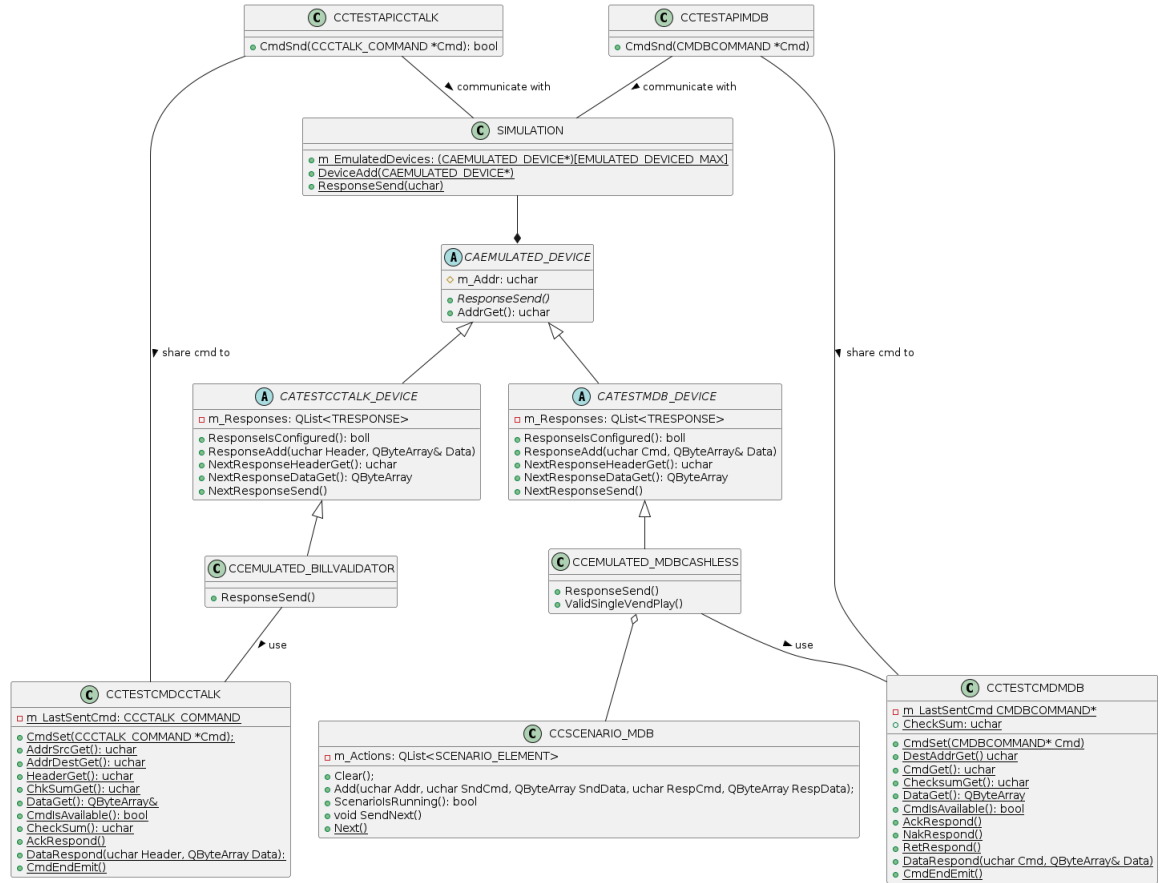 C CCTESTAPICCTALK
CmdSnd(CCCTALK_COMMAND *Cmd): bool
C CCTESTAPIMDB
CmdSnd(CMDBCOMMAND *Cmd)
communicate with
communicate with
C SIMULATION
m_EmulatedDevices: (CAEMULATED_DEVICE*)[EMULATED_DEVICED_MAX]
DeviceAdd(CAEMULATED_DEVICE*)
ResponseSend(uchar)
A CAEMULATED_DEVICE
m_Addr: uchar
ResponseSend()
AddrGet(): uchar
share cmd to
share cmd to
A CATESTCCTALK_DEVICE
m_Responses: QList<TRESPONSE>
ResponseIsConfigured(): boll
ResponseAdd(uchar Header, QByteArray& Data)
NextResponseHeaderGet(): uchar
NextResponseDataGet(): QByteArray
NextResponseSend()
A CATESTMDB_DEVICE
m_Responses: QList<TRESPONSE>
ResponseIsConfigured(): boll
ResponseAdd(uchar Cmd, QByteArray& Data)
NextResponseHeaderGet(): uchar
NextResponseDataGet(): QByteArray
NextResponseSend()
C CCEMULATED_BILLVALIDATOR
ResponseSend()
C CCEMULATED_MDBCASHLESS
ResponseSend()
ValidSingleVendPlay()
use
use
C CCTESTCMDCCTALK
m_LastSentCmd: CCCTALK_COMMAND
CmdSet(CCCTALK_COMMAND *Cmd);
AddrSrcGet(): uchar
AddrDestGet(): uchar
HeaderGet(): uchar
ChkSumGet(): uchar
DataGet(): QByteArray&
CmdIsAvailable(): bool
CheckSum(): uchar
AckRespond()
DataRespond(uchar Header, QByteArray Data):
CmdEndEmit()
C CCSCENARIO_MDB
m_Actions: QList<SCENARIO_ELEMENT>
Clear();
Add(uchar Addr, uchar SndCmd, QByteArray SndData, uchar RespCmd, QByteArray RespData);
ScenarioIsRunning(): bool
void SendNext()
Next()
C CCTESTCMDMDB
m_LastSentCmd CMDBCOMMAND*
CheckSum: uchar
CmdSet(CMDBCOMMAND* Cmd)
DestAddrGet() uchar
CmdGet(): uchar
ChecksumGet(): uchar
DataGet(): QByteArray
CmdIsAvailable(): bool
AckRespond()
NakRespond()
RetRespond()
DataRespond(uchar Cmd, QByteArray& Data)
CmdEndEmit()